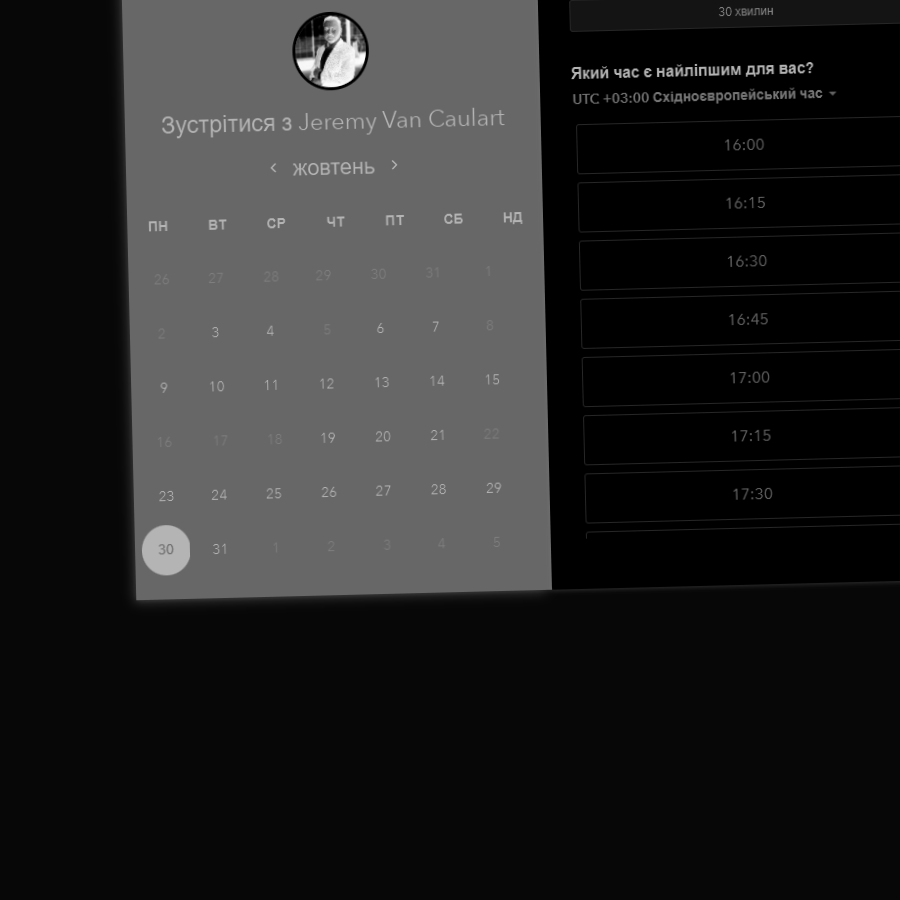 Зустрітися з Jeremy Van Caulart
‹ жовтень ›
ПН ВТ СР ЧТ ПТ СБ НД
26 27 28 29 30 31 1
2 3 4 5 6 7 8
9 10 11 12 13 14 15
16 17 18 19 20 21 22
23 24 25 26 27 28 29
30 31 1 2 3 4 5
30 хвилин
Який час є найліпшим для вас?
UTC +03:00 Східноєвропейський час
16:00
16:15
16:30
16:45
17:00
17:15
17:30